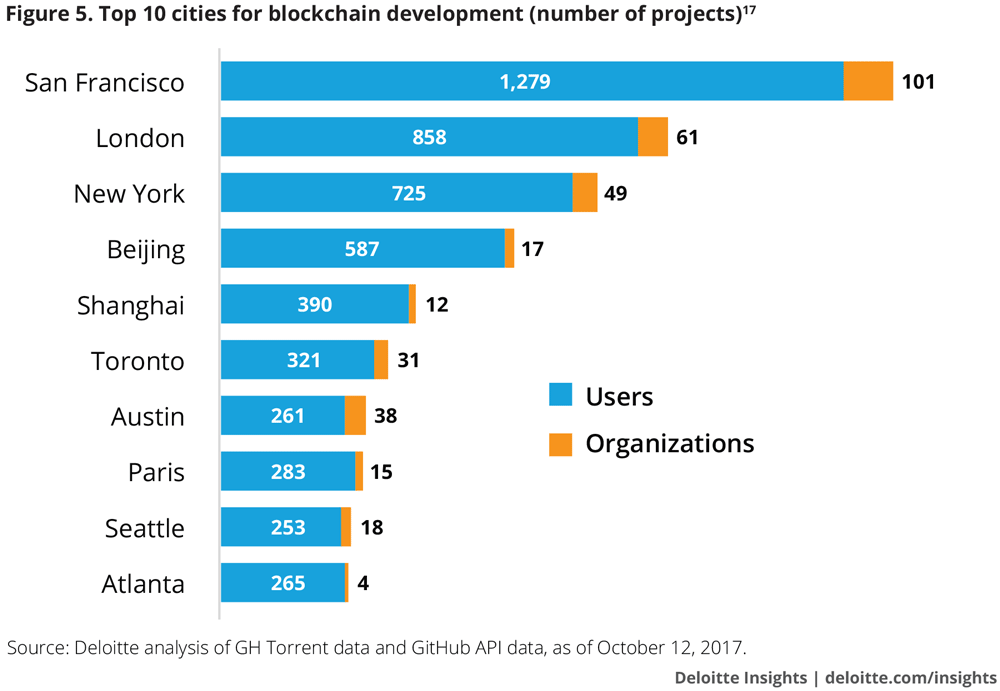 Figure 5. Top 10 cities for blockchain development (number of projects)17
San Francisco 1,279 101
London 858 61
New York 725 49
Beijing 587 17
Shanghai 390 12
Toronto 321 31
Austin 261 38
Paris 283 15
Seattle 253 18
Atlanta 265 4
Users
Organizations
Source: Deloitte analysis of GH Torrent data and GitHub API data, as of October 12, 2017.
Deloitte Insights | deloitte.com/insights